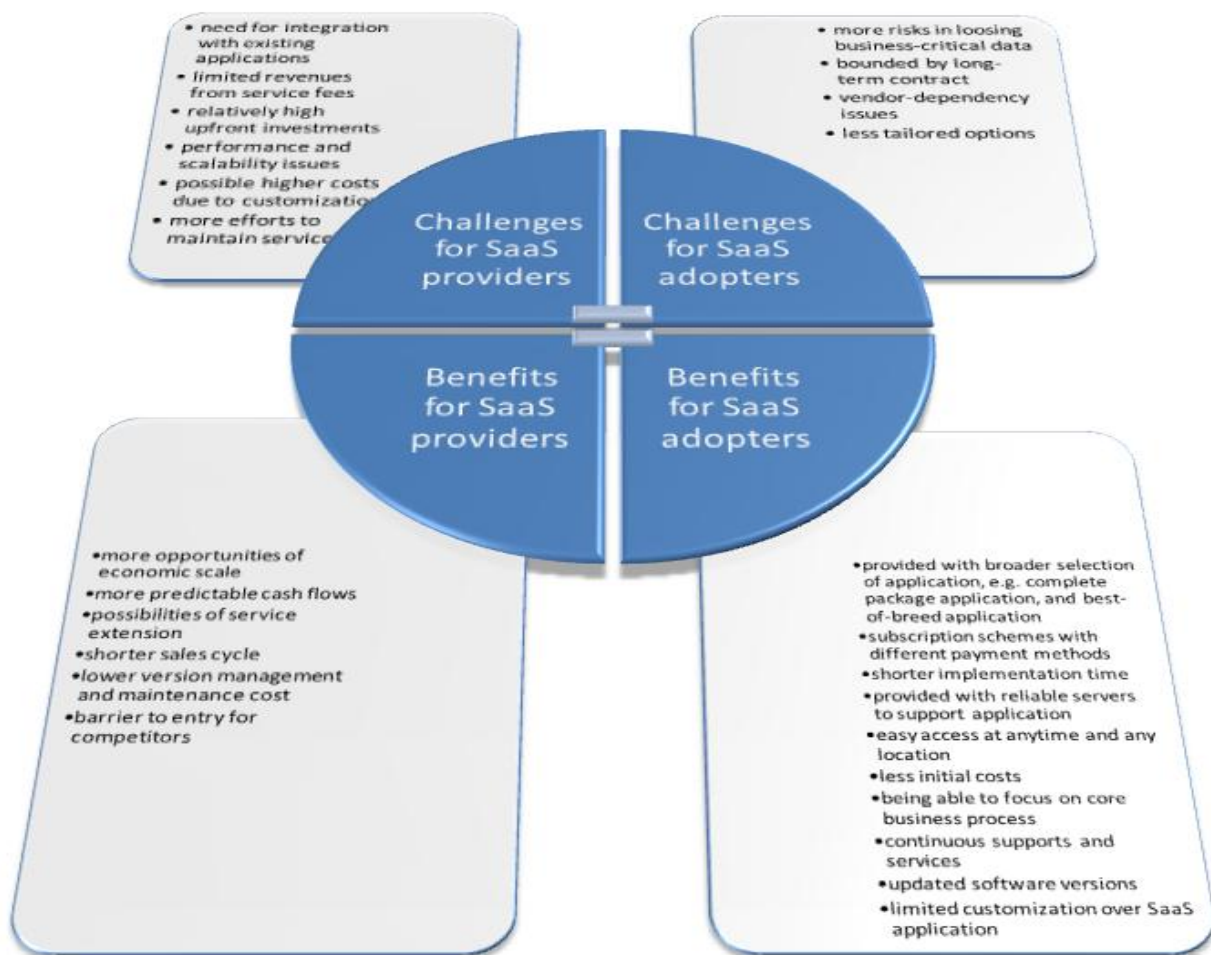 • need for integration
with existing
applications
• limited revenues
from service fees
• relatively high
upfront investments
• performance and
scalability issues
• possible higher costs
due to customization
• more efforts to
maintain service
• more risks in loosing
business-critical data
• bounded by long-
term contract
• vendor-dependency
issues
• less tailored options
Challenges
for SaaS
providers
Challenges
for SaaS
adopters
Benefits
for SaaS
providers
Benefits
for SaaS
adopters
•more opportunities of
economic scale
•more predictable cash flows
•possibilities of service
extension
•shorter sales cycle
•lower version management
and maintenance cost
•barrier to entry for
competitors
•provided with broader selection
of application, e.g. complete
package application, and best-
of-breed application
•subscription schemes with
different payment methods
•shorter implementation time
•provided with reliable servers
to support application
•easy access at anytime and any
location
•less initial costs
•being able to focus on core
business process
•continuous supports and
services
•updated software versions
•limited customization over SaaS
application